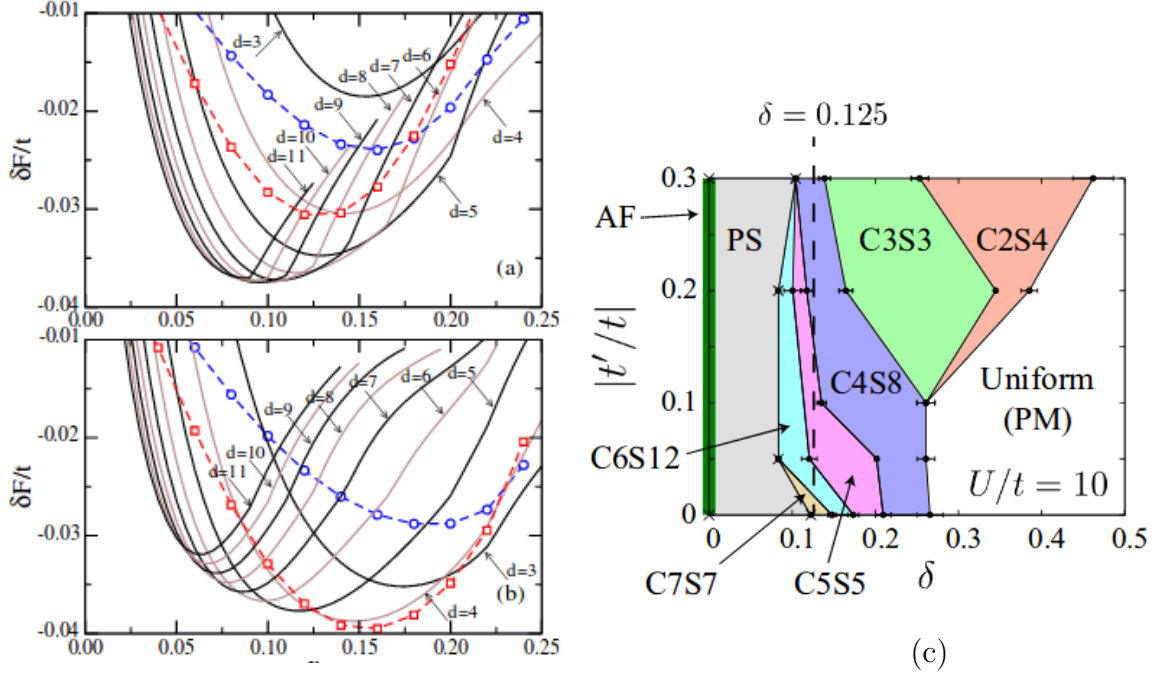 -0.01
-0.02
-0.03
-0.04
δF/t
d=3
d=8
d=7
d=6
d=9
d=10
d=11
d=4
d=5
(a)
0.00 0.05 0.10 0.15 0.20 0.25
-0.01
-0.02
-0.03
-0.04
δF/t
d=9
d=8
d=7
d=6
d=5
d=10
d=11
d=3
d=4
(b)
0.00 0.05 0.10 0.15 0.20 0.25
δ = 0.125
0.3
0.2
0.1
0
|t′/t|
AF
PS
C3S3
C2S4
C4S8
Uniform
(PM)
C6S12
U/t = 10
0 0.1 0.2 0.3 0.4 0.5
C7S7
C5S5
δ
(c)